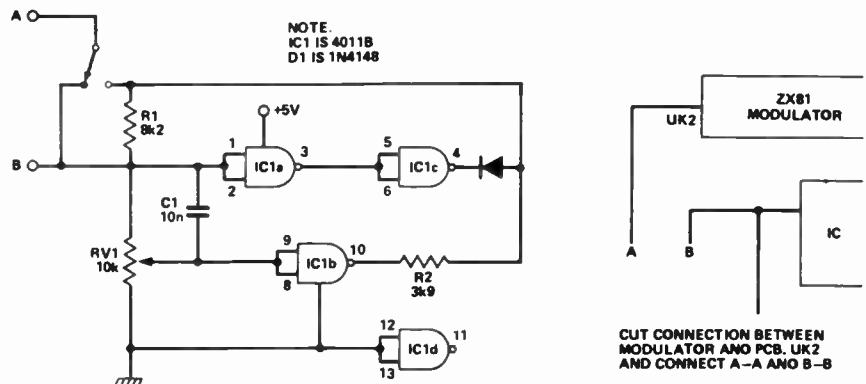 A
NOTE.
IC1 IS 4011B
D1 IS 1N4148
R1
8k2
+5V
B
1
2
IC1a
3
5
6
IC1c
4
C1
10n
RV1
10k
9
8
IC1b
10
R2
3k9
12
13
IC1d
11
ZX81
MODULATOR
UK2
A
B
IC
CUT CONNECTION BETWEEN
MODULATOR ANO PCB. UK2
AND CONNECT A–A ANO B–B